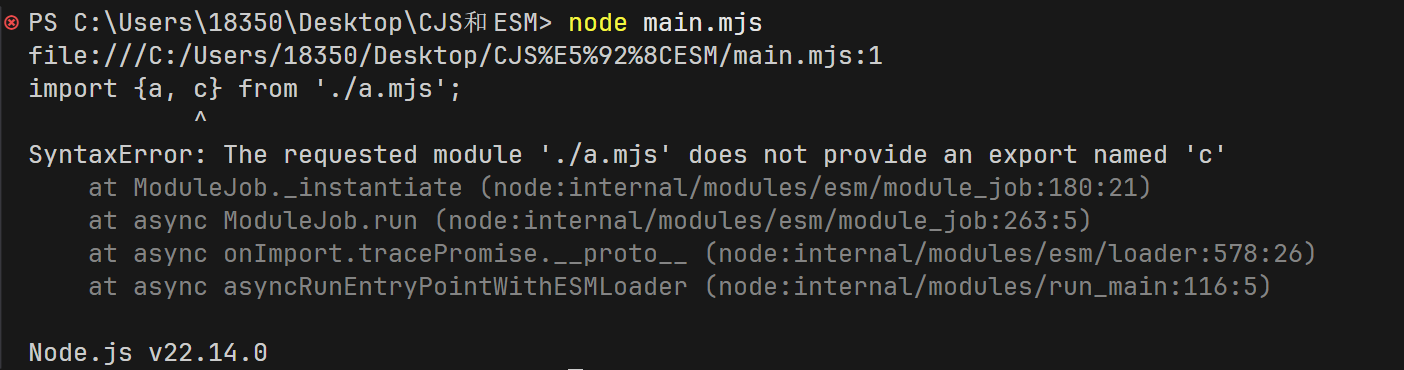 PS C:\Users\18350\Desktop\CJS和ESM> node main.mjs
file:///C:/Users/18350/Desktop/CJS%E5%92%8CESM/main.mjs:1
import {a, c} from './a.mjs';
           ^
SyntaxError: The requested module './a.mjs' does not provide an export named 'c'
    at ModuleJob._instantiate (node:internal/modules/esm/module_job:180:21)
    at async ModuleJob.run (node:internal/modules/esm/module_job:263:5)
    at async onImport.tracePromise.__proto__ (node:internal/modules/esm/loader:578:26)
    at async asyncRunEntryPointWithESMLoader (node:internal/modules/run_main:116:5)

Node.js v22.14.0